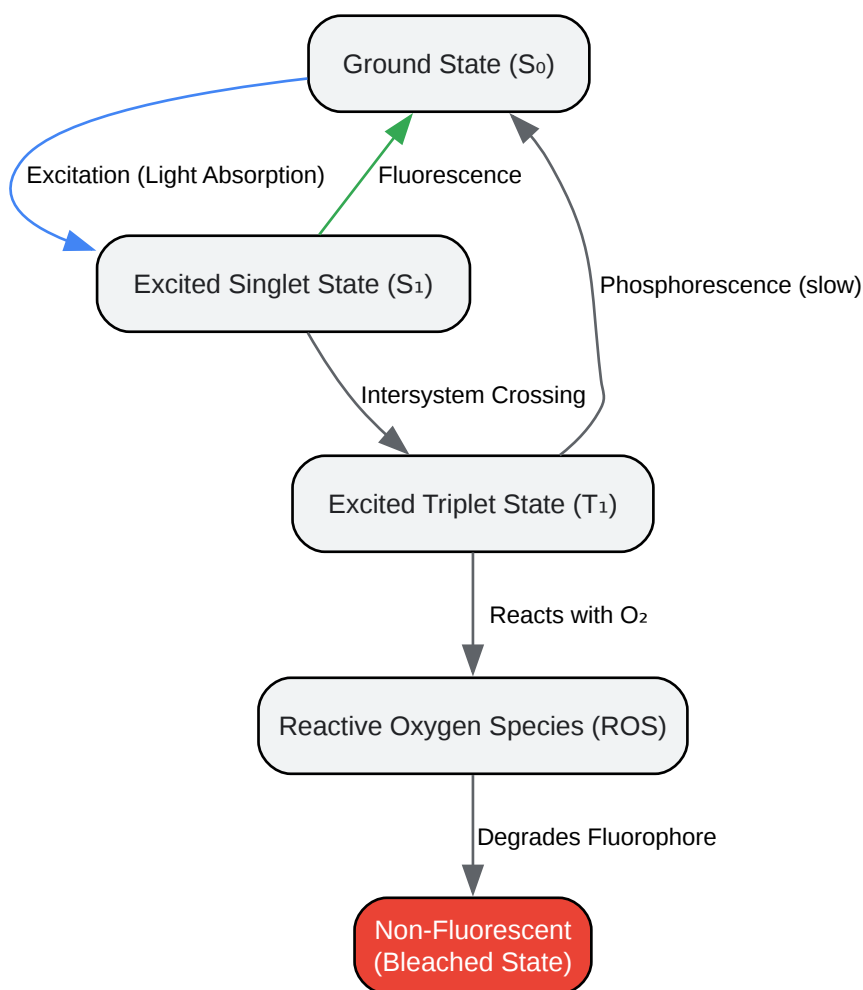 Ground State (S₀)
Excitation (Light Absorption)
Fluorescence
Excited Singlet State (S₁)
Phosphorescence (slow)
Intersystem Crossing
Excited Triplet State (T₁)
Reacts with O₂
Reactive Oxygen Species (ROS)
Degrades Fluorophore
Non-Fluorescent
(Bleached State)